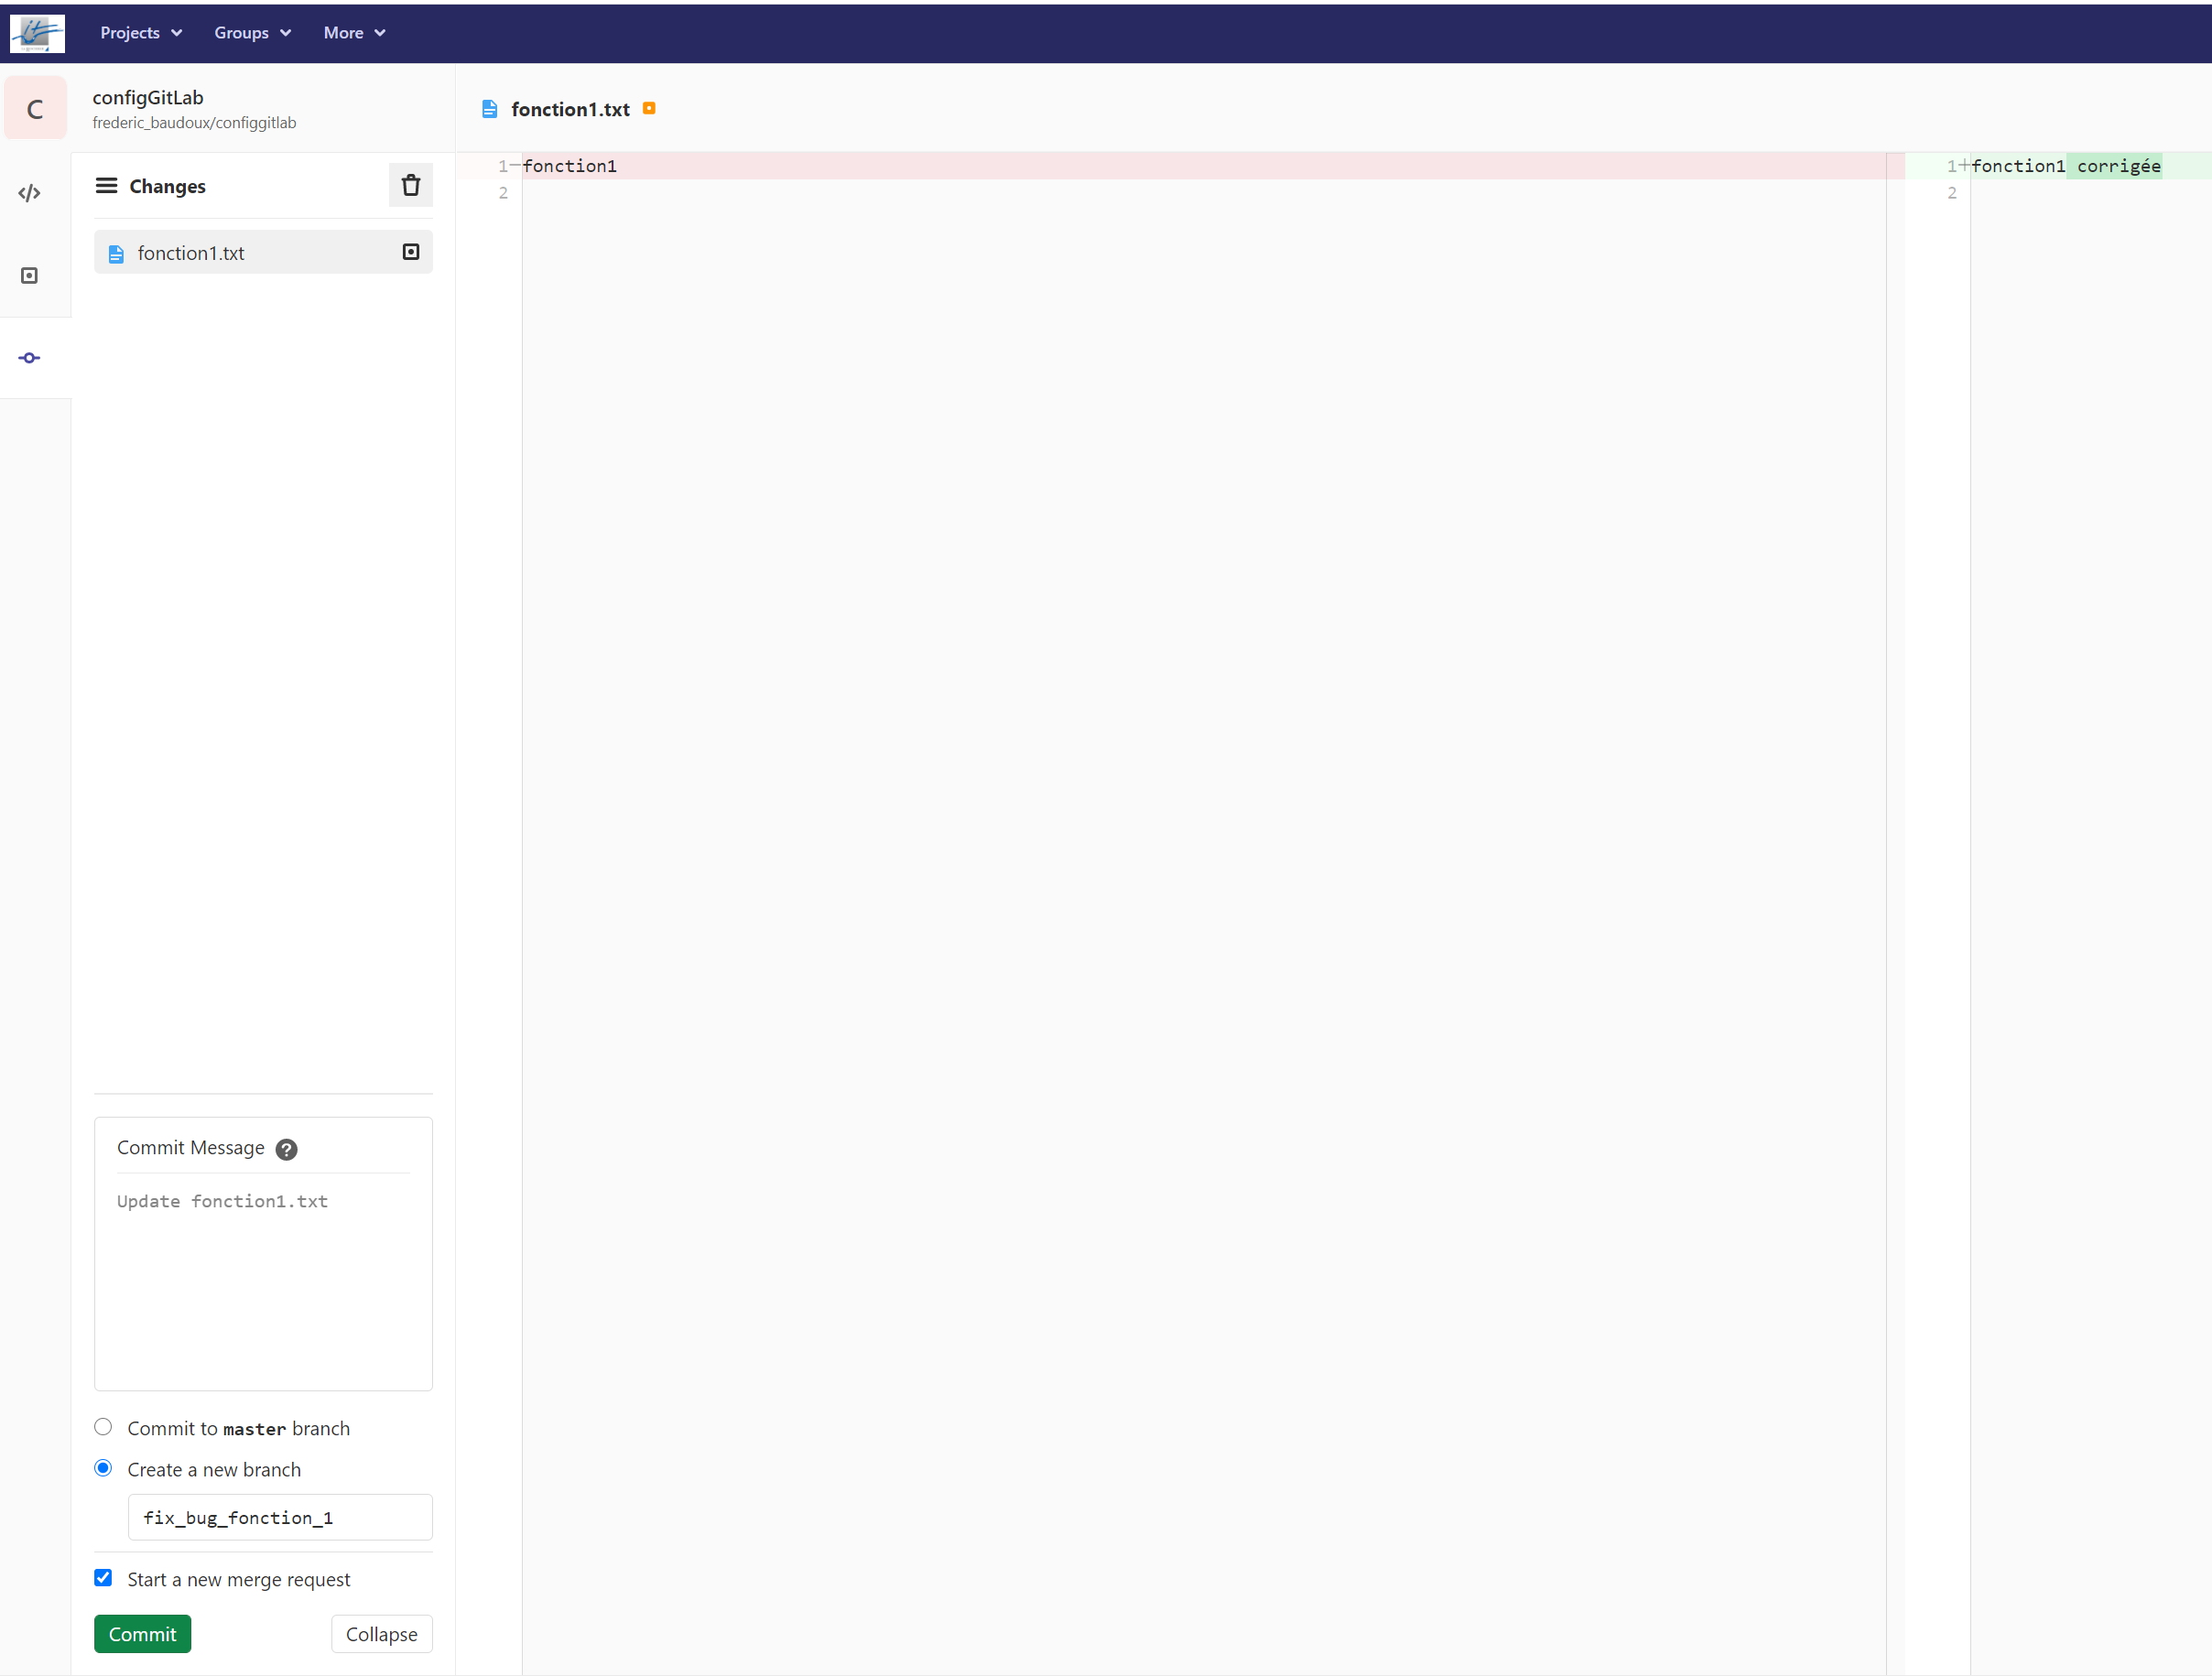 Projects Groups More
C
configGitLab
frederic_baudoux/configgitlab
fonction1.txt
Changes
fonction1.txt
1 fonction1
2
1 fonction1 corrigée
2
Commit Message ?
Update fonction1.txt
Commit to master branch
Create a new branch
fix_bug_fonction_1
Start a new merge request
Commit Collapse